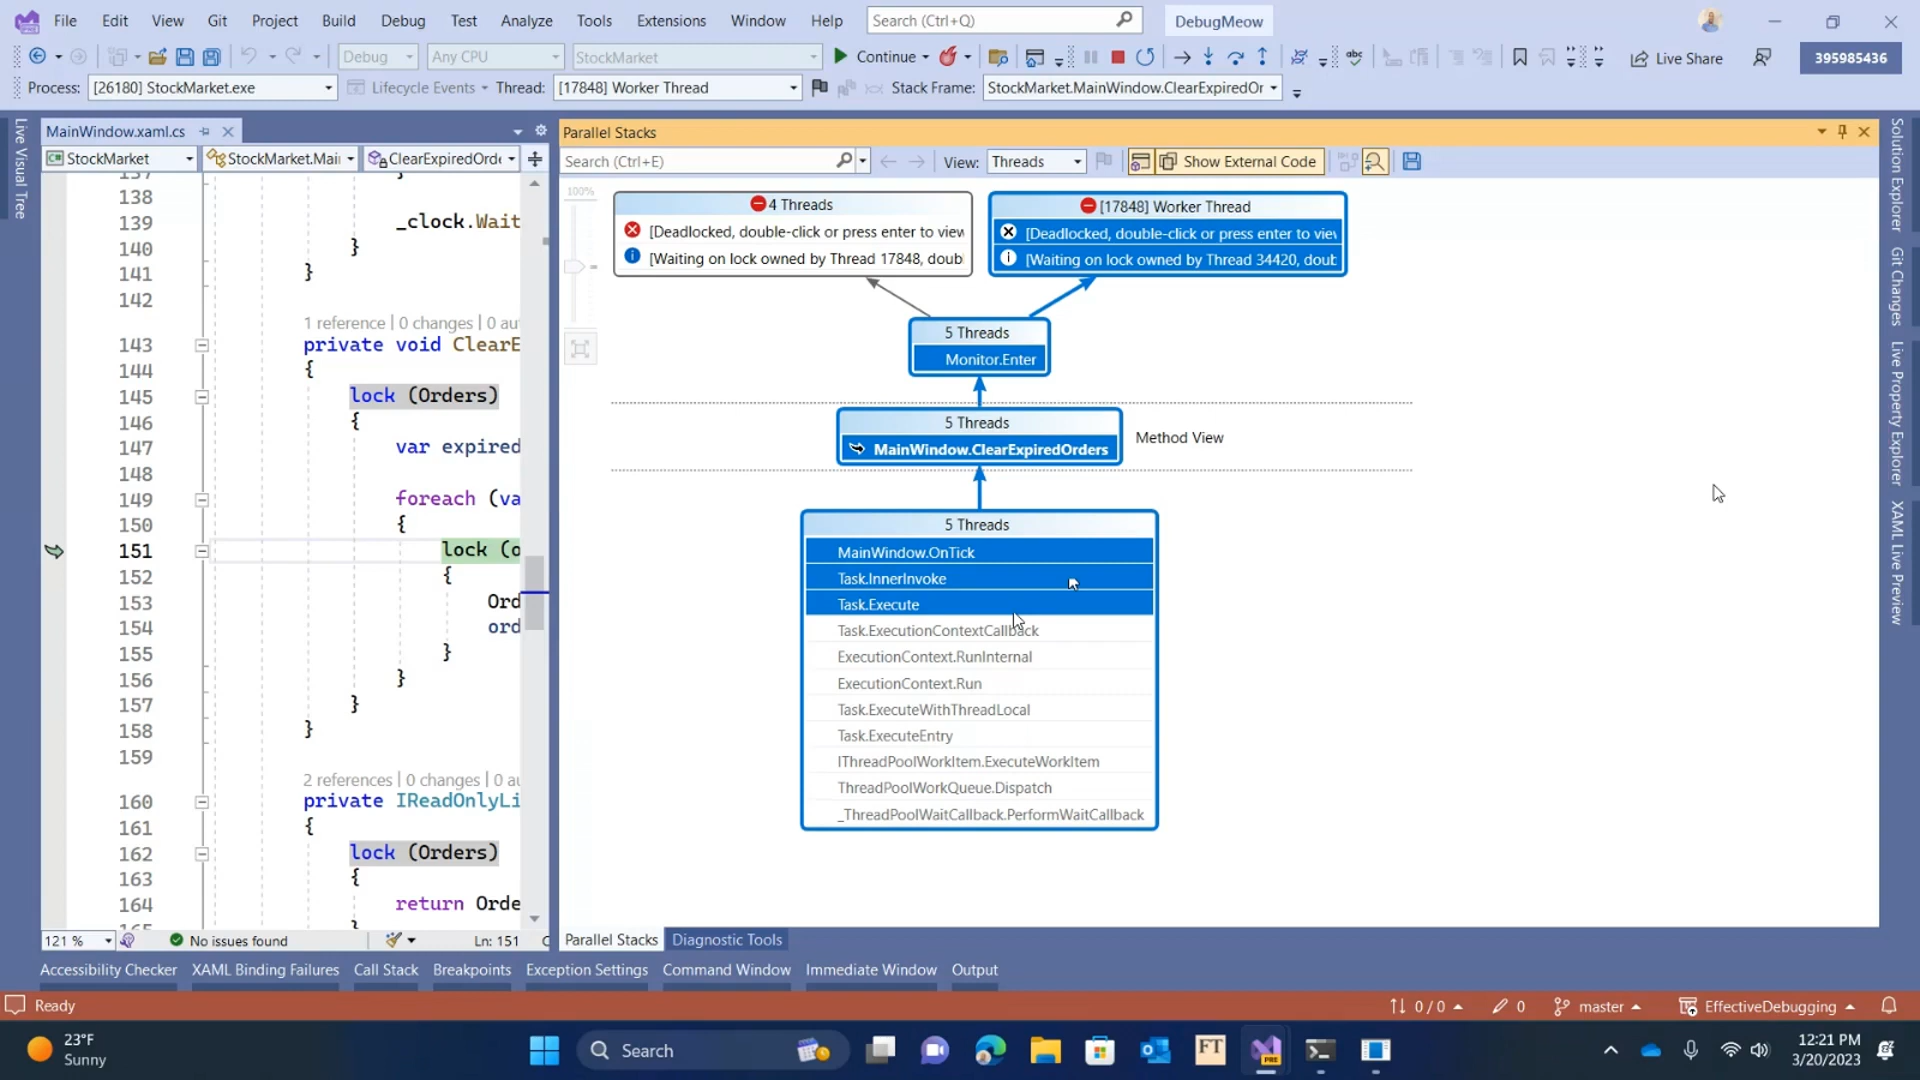 File Edit View Git Project Build Debug Test Analyze Tools Extensions Window Help Search (Ctrl+Q) DebugMeow
Debug Any CPU StockMarket Continue Live Share 395985436
Process: [26180] StockMarket.exe Lifecycle Events Thread: [17848] Worker Thread Stack Frame: StockMarket.MainWindow.ClearExpiredOr
Live Visual Tree
MainWindow.xaml.cs
StockMarket StockMarket.Mai ClearExpiredOrde
137 }
138
139 _clock.Wait
140 }
141 }
142
1 reference | 0 changes | 0 au
143 private void ClearE
144 {
145 lock (Orders)
146 {
147 var expired
148
149 foreach (va
150 {
151 lock (o
152 {
153 Ord
154 ord
155 }
156 }
157 }
158 }
159
2 references | 0 changes | 0 au
160 private IReadOnlyLi
161 {
162 lock (Orders)
163 {
164 return Orde
165 }
121 % No issues found Ln: 151 C
Parallel Stacks
Search (Ctrl+E) View: Threads Show External Code
100%
4 Threads
[Deadlocked, double-click or press enter to view
[Waiting on lock owned by Thread 17848, doubl
[17848] Worker Thread
[Deadlocked, double-click or press enter to view
[Waiting on lock owned by Thread 34420, doub
5 Threads
Monitor.Enter
5 Threads
MainWindow.ClearExpiredOrders
Method View
5 Threads
MainWindow.OnTick
Task.InnerInvoke
Task.Execute
Task.ExecutionContextCallback
ExecutionContext.RunInternal
ExecutionContext.Run
Task.ExecuteWithThreadLocal
Task.ExecuteEntry
IThreadPoolWorkItem.ExecuteWorkItem
ThreadPoolWorkQueue.Dispatch
_ThreadPoolWaitCallback.PerformWaitCallback
Parallel Stacks Diagnostic Tools
Solution Explorer
Git Changes
Live Property Explorer
XAML Live Preview
Accessibility Checker XAML Binding Failures Call Stack Breakpoints Exception Settings Command Window Immediate Window Output
Ready 0 / 0 0 master EffectiveDebugging
23°F
Sunny
Search
FT
PRE
12:21 PM
3/20/2023